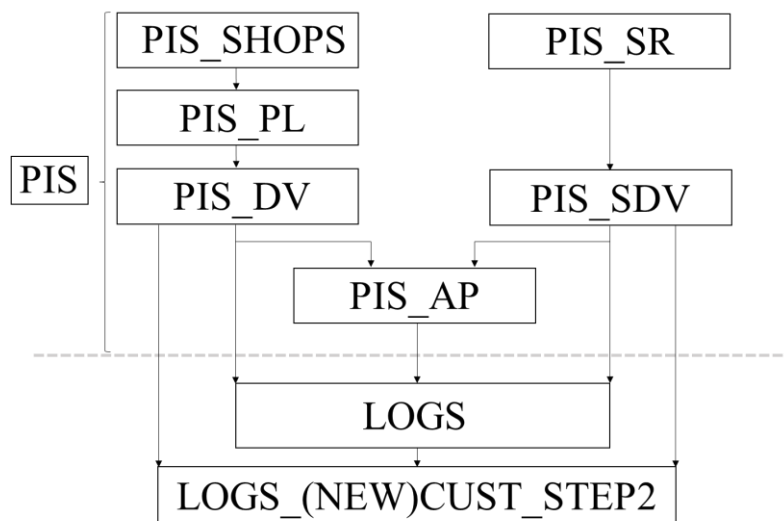 PIS_SHOPS
PIS_SR
PIS_PL
PIS
PIS_DV
PIS_SDV
PIS_AP
LOGS
LOGS_(NEW)CUST_STEP2